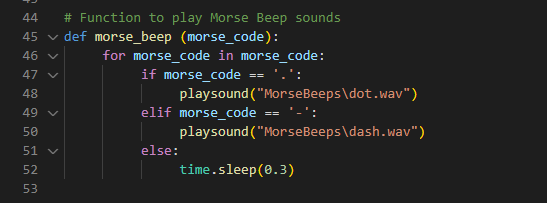 44 # Function to play Morse Beep sounds
45 def morse_beep (morse_code):
46     for morse_code in morse_code:
47         if morse_code == '.':
48             playsound("MorseBeeps\dot.wav")
49         elif morse_code == '-':
50             playsound("MorseBeeps\dash.wav")
51         else:
52             time.sleep(0.3)
53